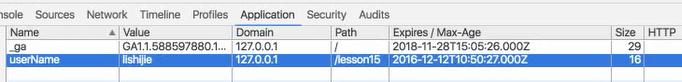 nsole Sources Network Timeline Profiles Application Security Audits
Name Value Domain Path Expires / Max-Age Size HTTP
_ga GA1.1.588597880.1... 127.0.0.1 / 2018-11-28T15:05:26.000Z 29
userName lishijie 127.0.0.1 /lesson15 2016-12-12T10:50:27.000Z 16